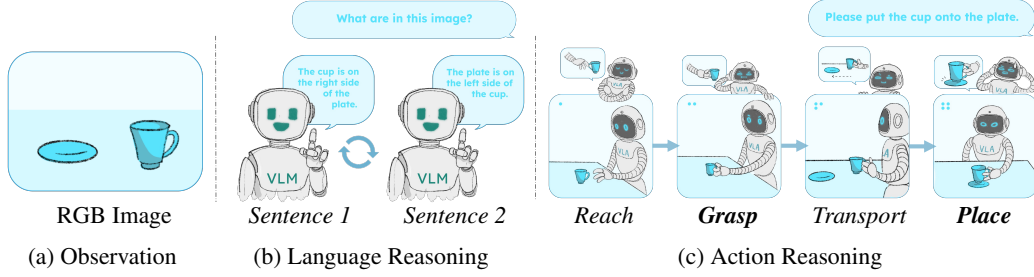 What are in this image?
Please put the cup onto the plate.
The cup is on
the right side
of the
plate.
The plate is on
the left side of
the cup.
VLM
VLM
VLA
VLA
VLA
VLA
VLA
RGB Image
Sentence 1
Sentence 2
Reach
Grasp
Transport
Place
(a) Observation
(b) Language Reasoning
(c) Action Reasoning